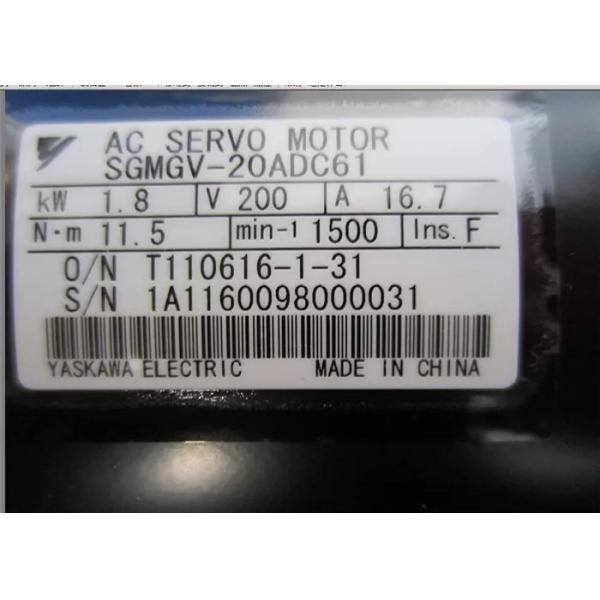 AC SERVO MOTOR
SGMGV-20ADC61
kW 1.8 V 200 A 16.7
N·m 11.5 min-1 1500 Ins. F
O/N T110616-1-31
S/N 1A1160098000031
YASKAWA ELECTRIC MADE IN CHINA